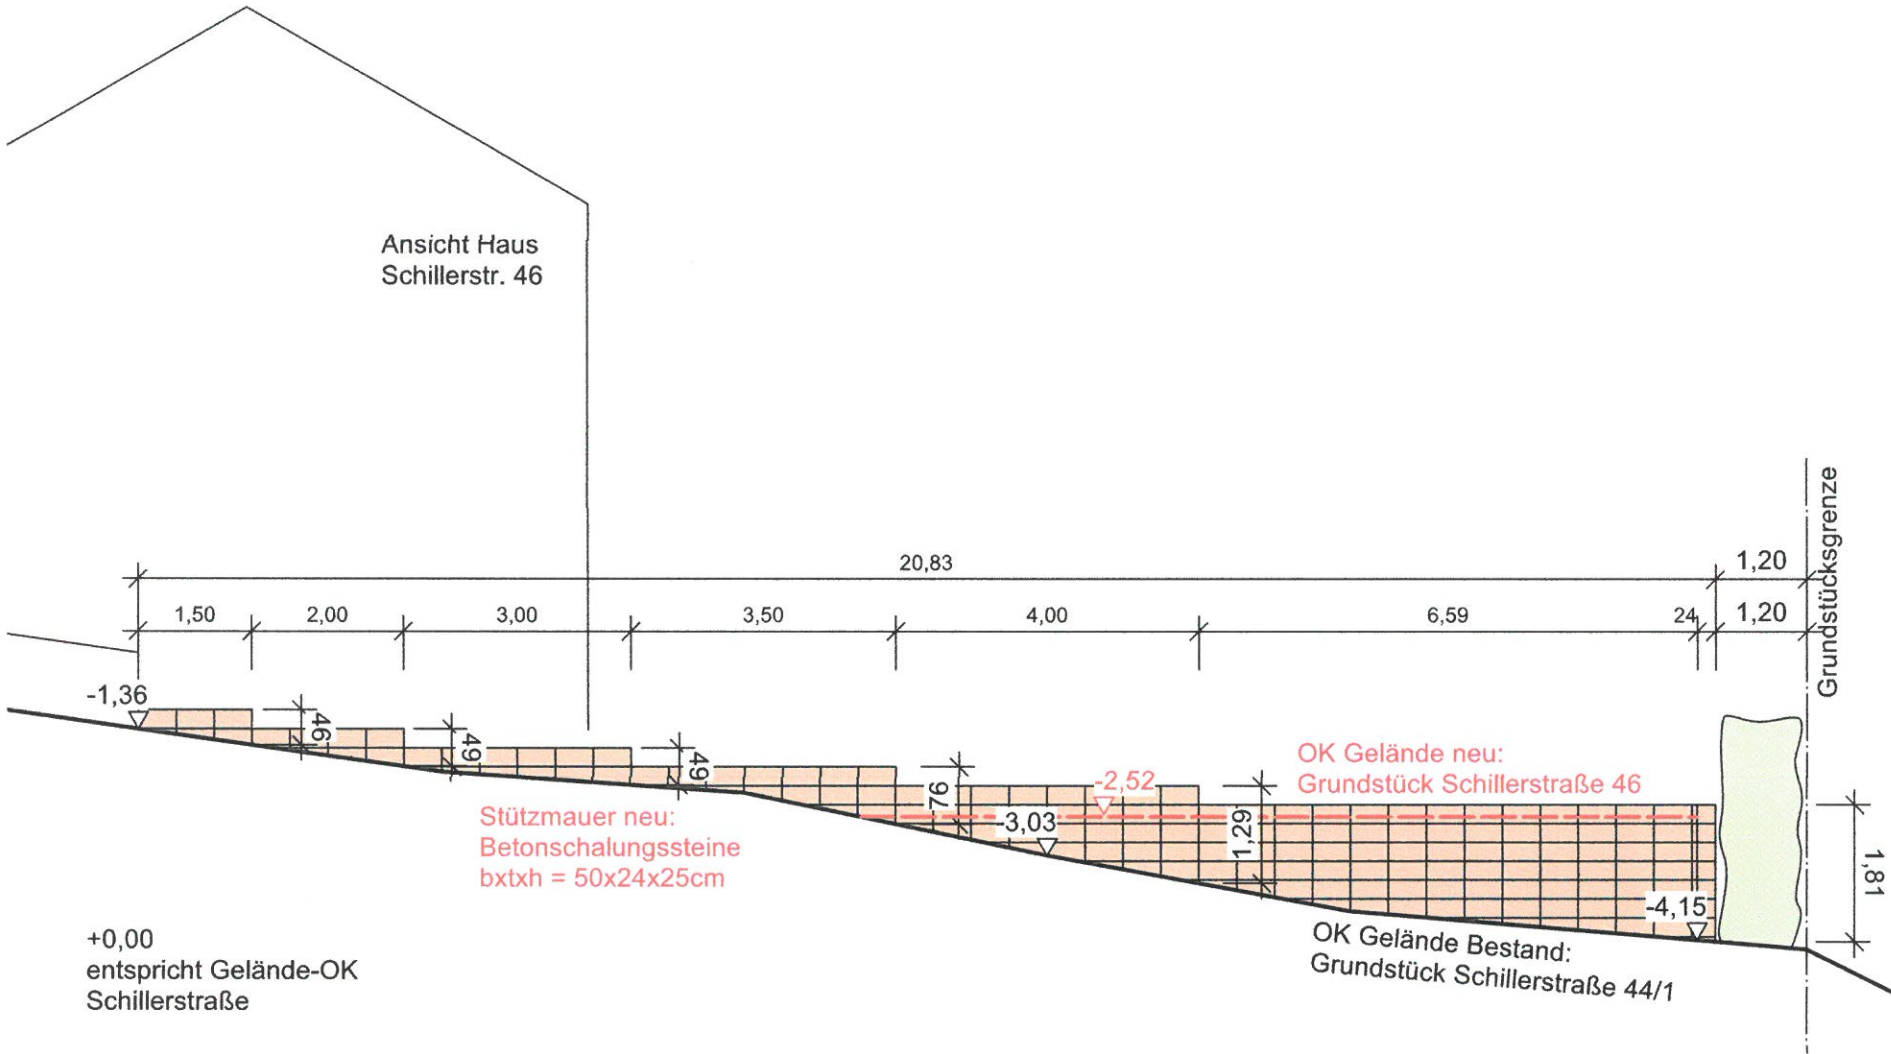 Ansicht Haus
Schillerstr. 46
Grundstücksgrenze
20,83
1,20
1,50
2,00
3,00
3,50
4,00
6,59
24
1,20
-1,36
46
49
49
76
-2,52
-3,03
1,29
OK Gelände neu:
Grundstück Schillerstraße 46
1,81
-4,15
Stützmauer neu:
Betonschalungssteine
bxtxh = 50x24x25cm
OK Gelände Bestand:
Grundstück Schillerstraße 44/1
+0,00
entspricht Gelände-OK
Schillerstraße